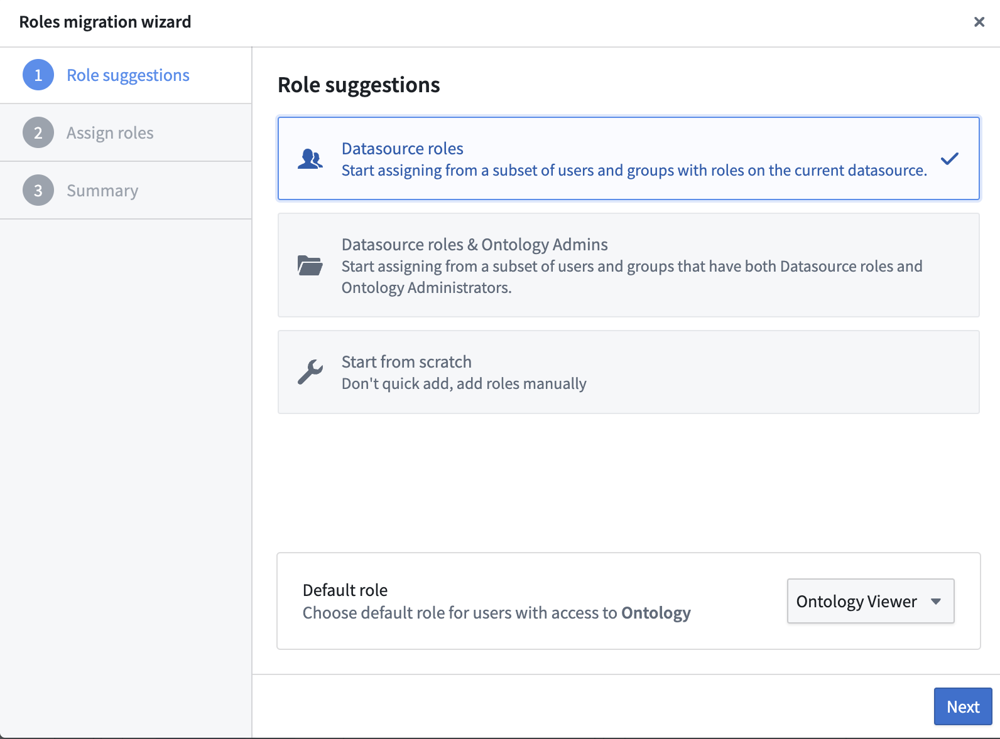 Roles migration wizard
1 Role suggestions
2 Assign roles
3 Summary
Role suggestions
Datasource roles
Start assigning from a subset of users and groups with roles on the current datasource.
Datasource roles & Ontology Admins
Start assigning from a subset of users and groups that have both Datasource roles and
Ontology Administrators.
Start from scratch
Don't quick add, add roles manually
Default role
Choose default role for users with access to Ontology
Ontology Viewer
Next